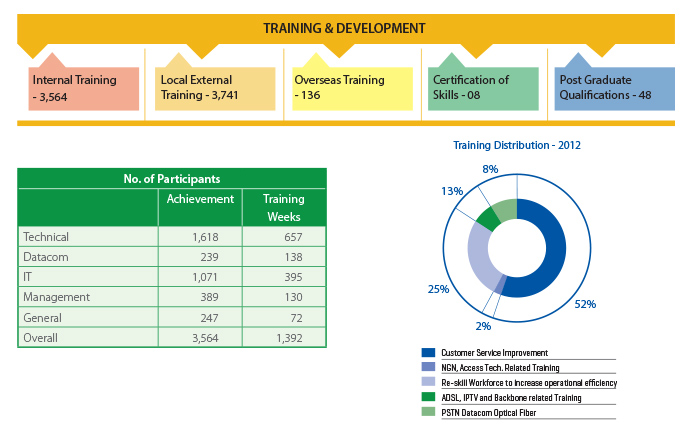 TRAINING & DEVELOPMENT
Internal Training
- 3,564
Local External
Training - 3,741
Overseas Training
- 136
Certification of
Skills - 08
Post Graduate
Qualifications - 48
No. of Participants
Achievement Training
Weeks
Technical 1,618 657
Datacom 239 138
IT 1,071 395
Management 389 130
General 247 72
Overall 3,564 1,392
Training Distribution - 2012
8%
13%
25%
2%
52%
Customer Service Improvement
NGN, Access Tech. Related Training
Re-skill Workforce to increase operational efficiency
ADSL, IPTV and Backbone related Training
PSTN Datacom Optical Fiber